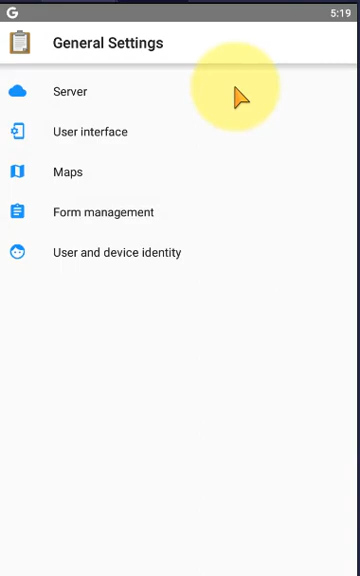 G 5:19
General Settings
Server
User interface
Maps
Form management
User and device identity